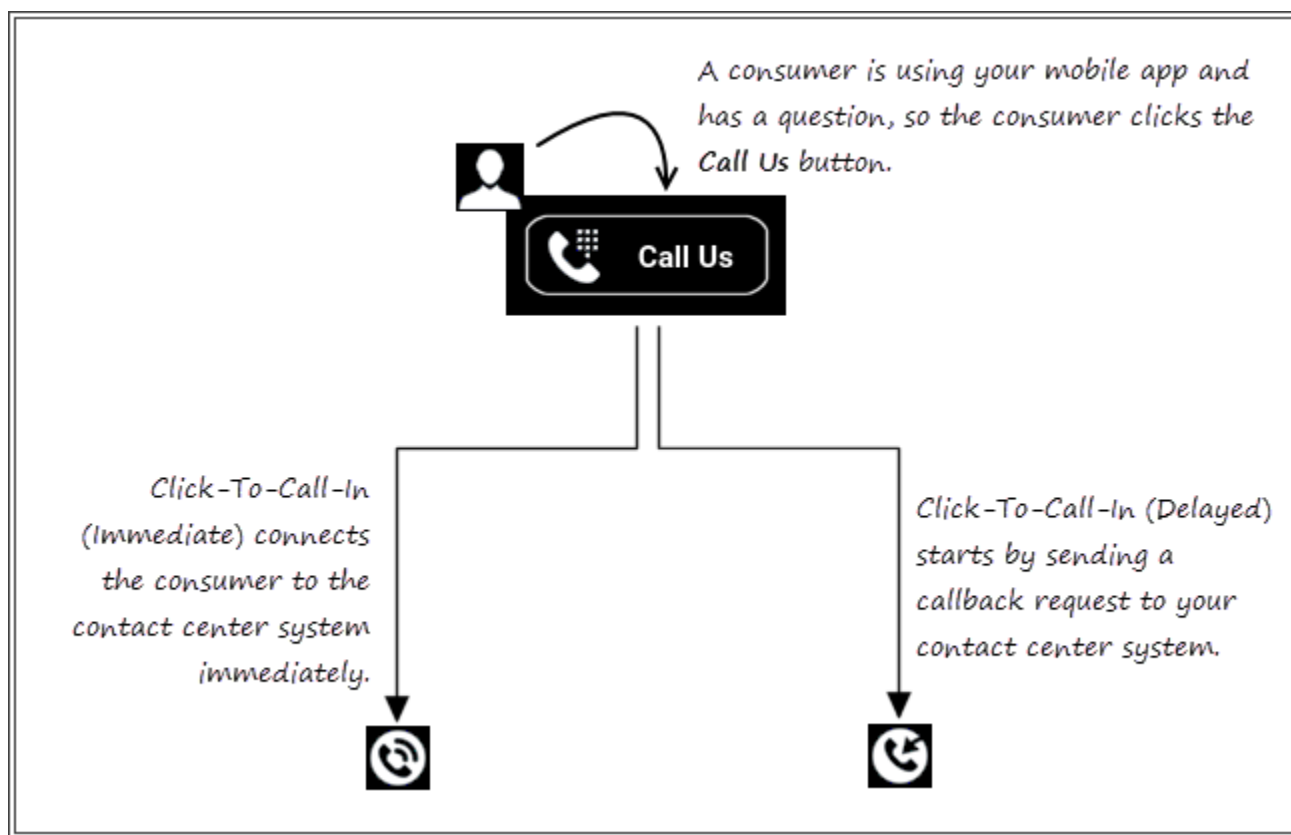 A consumer is using your mobile app and
has a question, so the consumer clicks the
Call Us button.
Call Us
Click-To-Call-In
(Immediate) connects
the consumer to the
contact center system
immediately.
Click-To-Call-In (Delayed)
starts by sending a
callback request to your
contact center system.